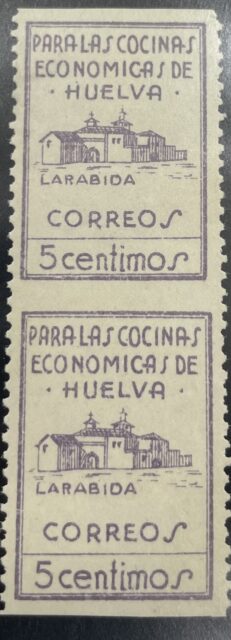 PARA LAS COCINAS
ECONOMICAS DE
· HUELVA ·
LARABIDA
CORREOS
5 centimos
PARA LAS COCINAS
ECONOMICAS DE
· HUELVA ·
LARABIDA
CORREOS
5 centimos